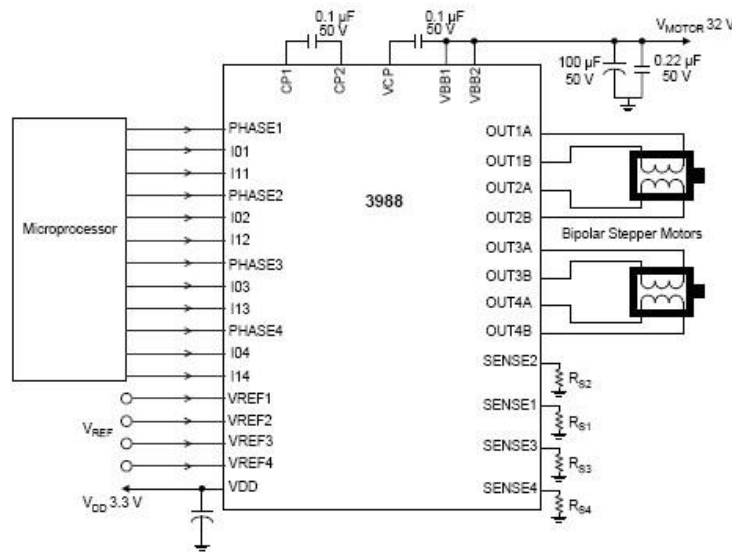 0.1 µF
50 V
0.1 µF
50 V
VMOTOR 32 V
100 µF
50 V
0.22 µF
50 V
CP1
CP2
VCP
VBB1
VBB2
Microprocessor
PHASE1
I01
I11
PHASE2
I02
I12
PHASE3
I03
I13
PHASE4
I04
I14
VREF1
VREF2
VREF3
VREF4
VDD
VREF
VDD 3.3 V
3988
OUT1A
OUT1B
OUT2A
OUT2B
Bipolar Stepper Motors
OUT3A
OUT3B
OUT4A
OUT4B
SENSE2
RS2
SENSE1
RS1
SENSE3
RS3
SENSE4
RS4